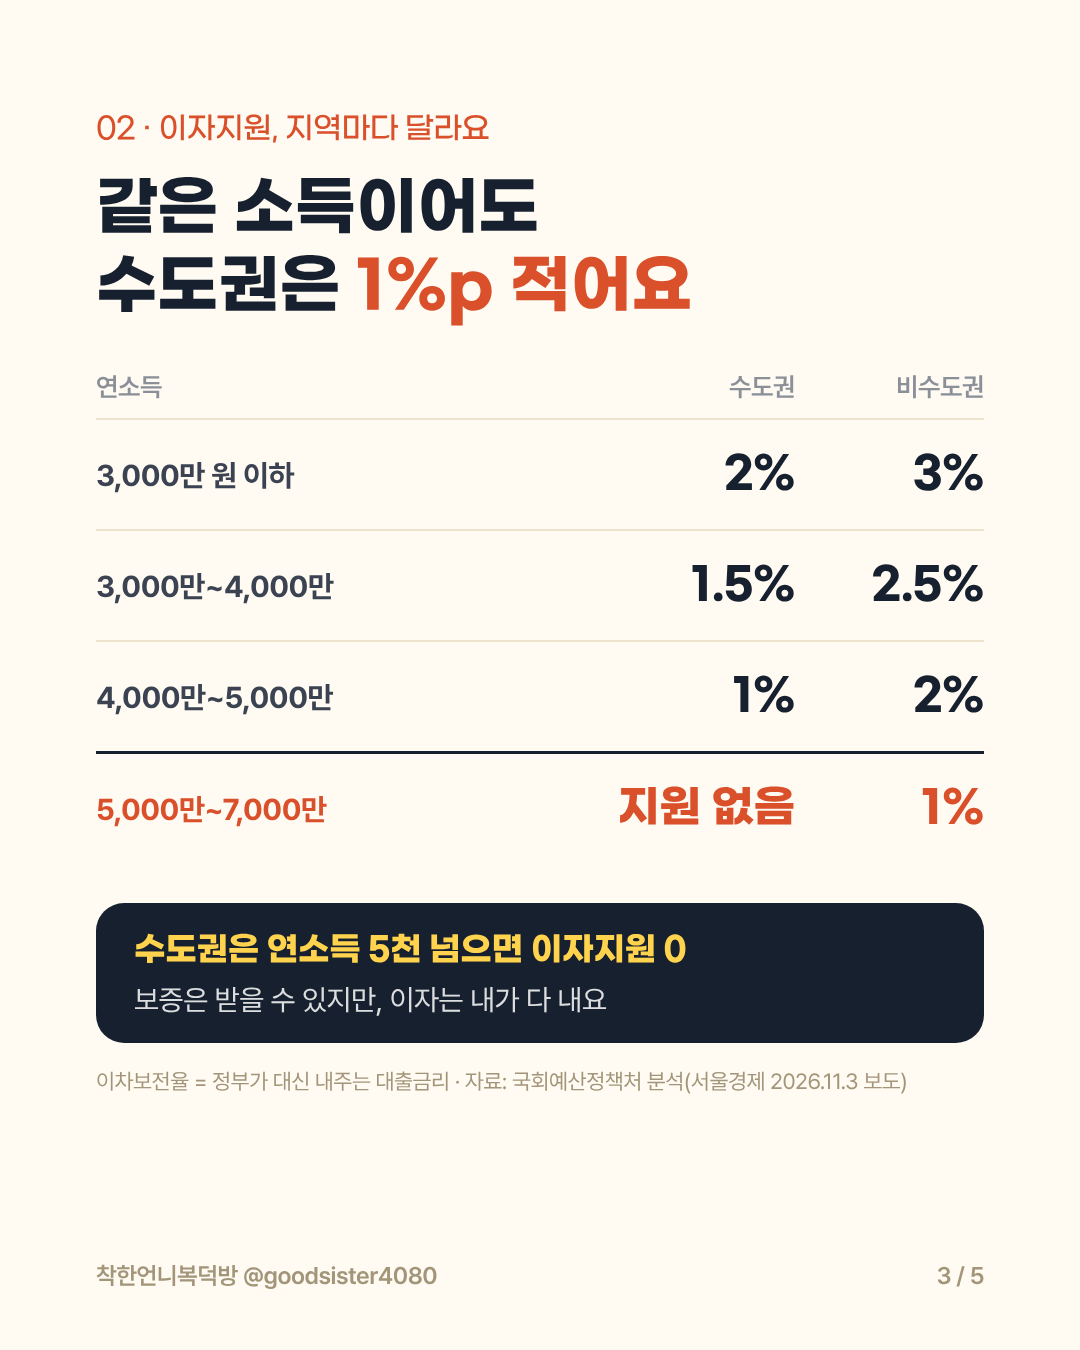 02 · 이자지원, 지역마다 달라요
같은 소득이어도
수도권은 1%p 적어요
연소득 수도권 비수도권
3,000만 원 이하 2% 3%
3,000만~4,000만 1.5% 2.5%
4,000만~5,000만 1% 2%
5,000만~7,000만 지원 없음 1%
수도권은 연소득 5천 넘으면 이자지원 0
보증은 받을 수 있지만, 이자는 내가 다 내요
이차보전율 = 정부가 대신 내주는 대출금리 · 자료: 국회예산정책처 분석(서울경제 2026.11.3 보도)
착한언니복덕방 @goodsister4080 3 / 5